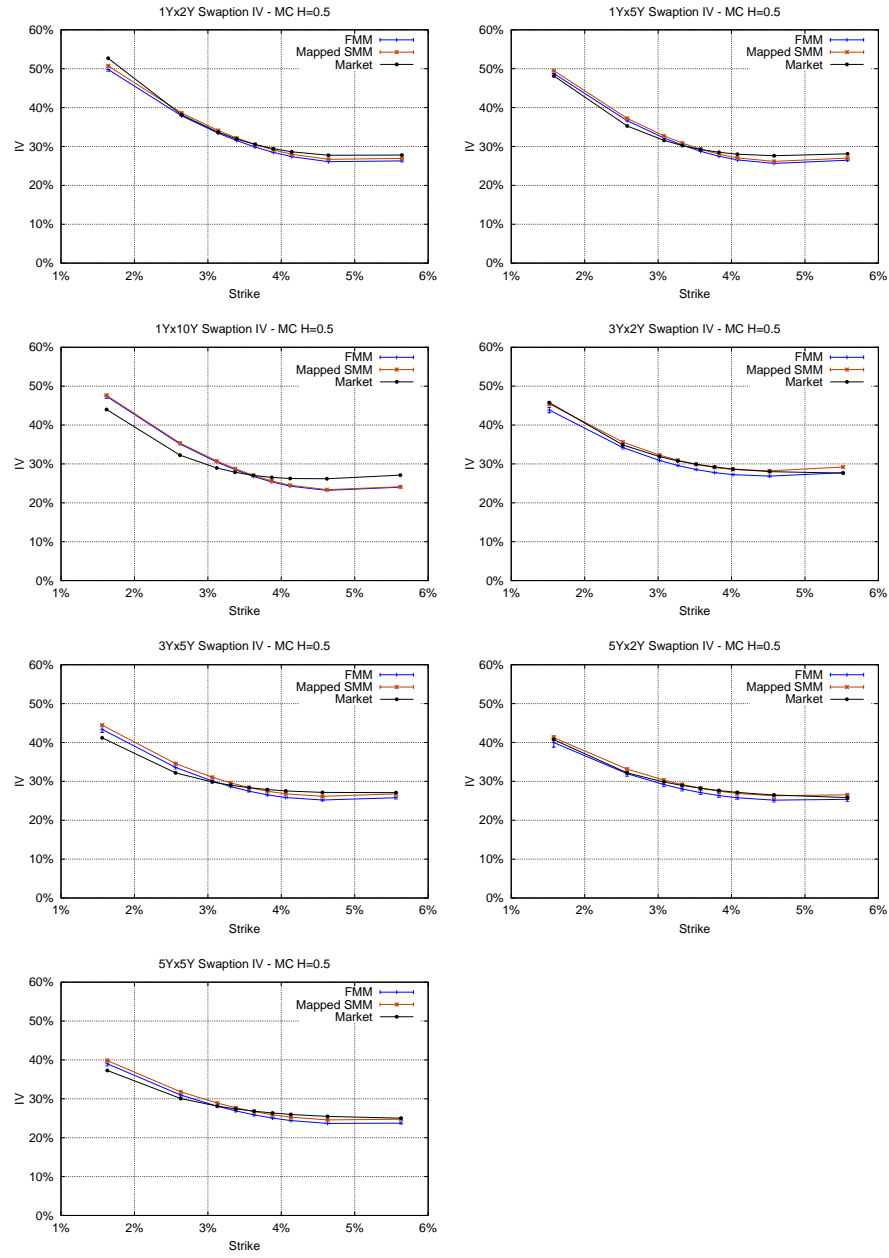 1Yx2Y Swaption IV - MC H=0.5
60%
50%
40%
30%
20%
10%
0%
IV
FMM
Mapped SMM
Market
1% 2% 3% 4% 5% 6%
Strike
1Yx5Y Swaption IV - MC H=0.5
60%
50%
40%
30%
20%
10%
0%
IV
FMM
Mapped SMM
Market
1% 2% 3% 4% 5% 6%
Strike
1Yx10Y Swaption IV - MC H=0.5
60%
50%
40%
30%
20%
10%
0%
IV
FMM
Mapped SMM
Market
1% 2% 3% 4% 5% 6%
Strike
3Yx2Y Swaption IV - MC H=0.5
60%
50%
40%
30%
20%
10%
0%
IV
FMM
Mapped SMM
Market
1% 2% 3% 4% 5% 6%
Strike
3Yx5Y Swaption IV - MC H=0.5
60%
50%
40%
30%
20%
10%
0%
IV
FMM
Mapped SMM
Market
1% 2% 3% 4% 5% 6%
Strike
5Yx2Y Swaption IV - MC H=0.5
60%
50%
40%
30%
20%
10%
0%
IV
FMM
Mapped SMM
Market
1% 2% 3% 4% 5% 6%
Strike
5Yx5Y Swaption IV - MC H=0.5
60%
50%
40%
30%
20%
10%
0%
IV
FMM
Mapped SMM
Market
1% 2% 3% 4% 5% 6%
Strike